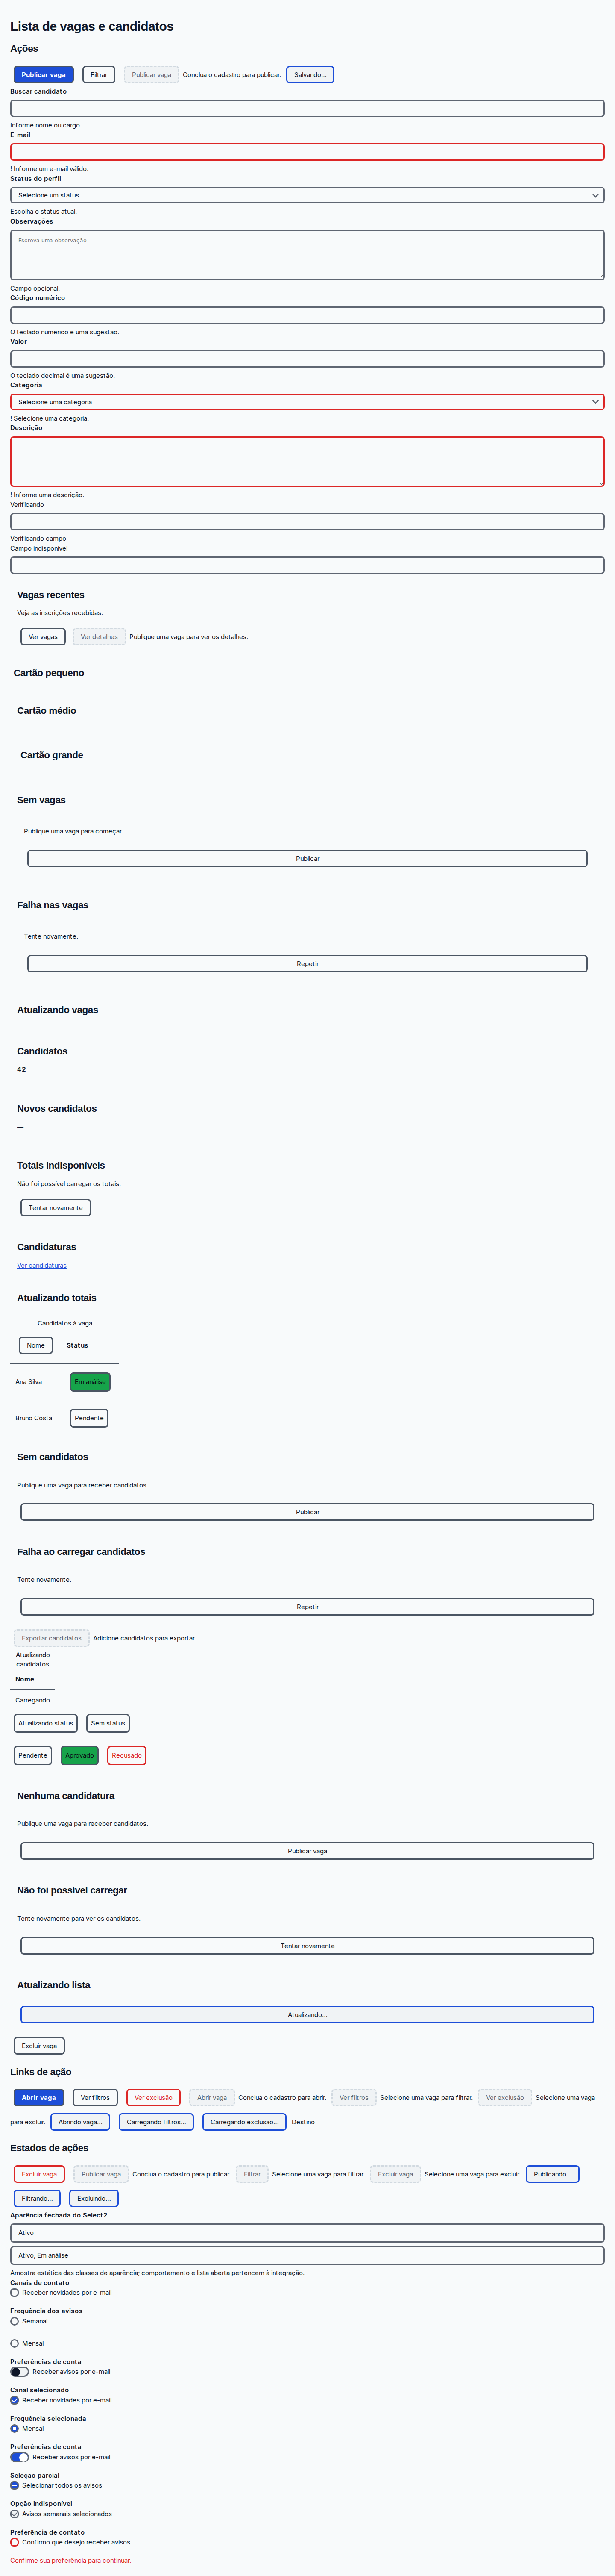 Lista de vagas e candidatos
Ações
Publicar vaga Filtrar Publicar vaga Conclua o cadastro para publicar. Salvando...
Buscar candidato
Informe nome ou cargo.
E-mail
! Informe um e-mail válido.
Status do perfil
Selecione um status
Escolha o status atual.
Observações
Escreva uma observação
Campo opcional.
Código numérico
O teclado numérico é uma sugestão.
Valor
O teclado decimal é uma sugestão.
Categoria
Selecione uma categoria
! Selecione uma categoria.
Descrição
! Informe uma descrição.
Verificando
Verificando campo
Campo indisponível
Vagas recentes
Veja as inscrições recebidas.
Ver vagas Ver detalhes Publique uma vaga para ver os detalhes.
Cartão pequeno
Cartão médio
Cartão grande
Sem vagas
Publique uma vaga para começar.
Publicar
Falha nas vagas
Tente novamente.
Repetir
Atualizando vagas
Candidatos
42
Novos candidatos
—
Totais indisponíveis
Não foi possível carregar os totais.
Tentar novamente
Candidaturas
Ver candidaturas
Atualizando totais
Candidatos à vaga
Nome Status
Ana Silva Em análise
Bruno Costa Pendente
Sem candidatos
Publique uma vaga para receber candidatos.
Publicar
Falha ao carregar candidatos
Tente novamente.
Repetir
Exportar candidatos Adicione candidatos para exportar.
Atualizando
candidatos
Nome
Carregando
Atualizando status Sem status
Pendente Aprovado Recusado
Nenhuma candidatura
Publique uma vaga para receber candidatos.
Publicar vaga
Não foi possível carregar
Tente novamente para ver os candidatos.
Tentar novamente
Atualizando lista
Atualizando...
Excluir vaga
Links de ação
Abrir vaga Ver filtros Ver exclusão Abrir vaga Conclua o cadastro para abrir. Ver filtros Selecione uma vaga para filtrar. Ver exclusão Selecione uma vaga
para excluir. Abrindo vaga... Carregando filtros... Carregando exclusão... Destino
Estados de ações
Excluir vaga Publicar vaga Conclua o cadastro para publicar. Filtrar Selecione uma vaga para filtrar. Excluir vaga Selecione uma vaga para excluir. Publicando...
Filtrando... Excluindo...
Aparência fechada do Select2
Ativo
Ativo, Em análise
Amostra estática das classes de aparência; comportamento e lista aberta pertencem à integração.
Canais de contato
Receber novidades por e-mail
Frequência dos avisos
Semanal
Mensal
Preferências de conta
Receber avisos por e-mail
Canal selecionado
Receber novidades por e-mail
Frequência selecionada
Mensal
Preferências de conta
Receber avisos por e-mail
Seleção parcial
Selecionar todos os avisos
Opção indisponível
Avisos semanais selecionados
Preferência de contato
Confirmo que desejo receber avisos
Confirme sua preferência para continuar.